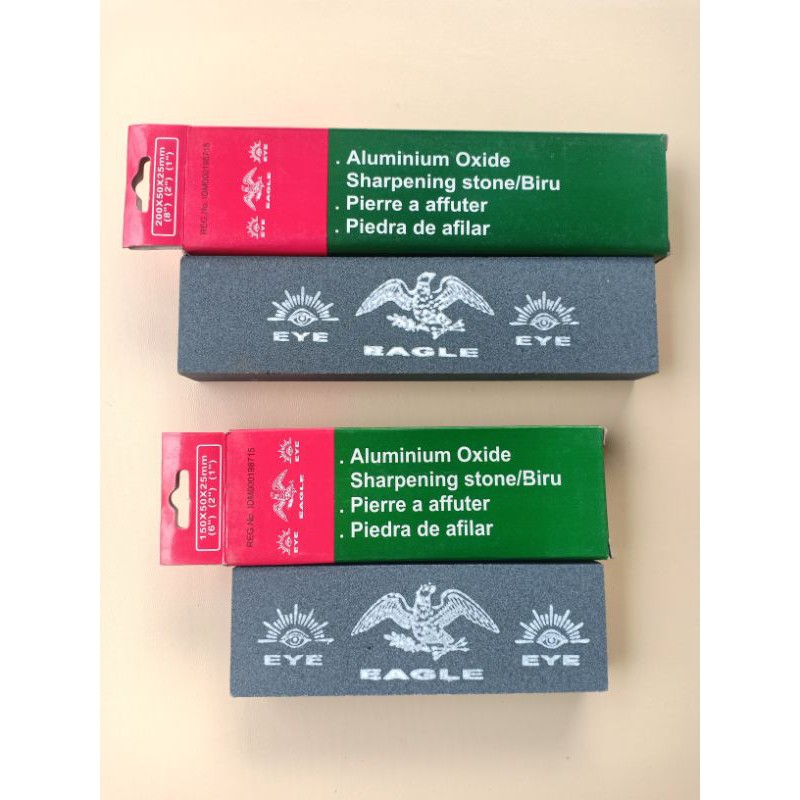 200X50X25mm
(8") (2") (1")
REG.No. IDM000198715
EYE EAGLE EYE
. Aluminium Oxide
Sharpening stone/Biru
. Pierre a affuter
. Piedra de afilar
EYE EAGLE EYE
150X50X25mm
(6") (2") (1")
REG.No. IDM000198715
EYE EAGLE EYE
. Aluminium Oxide
Sharpening stone/Biru
. Pierre a affuter
. Piedra de afilar
EYE EAGLE EYE